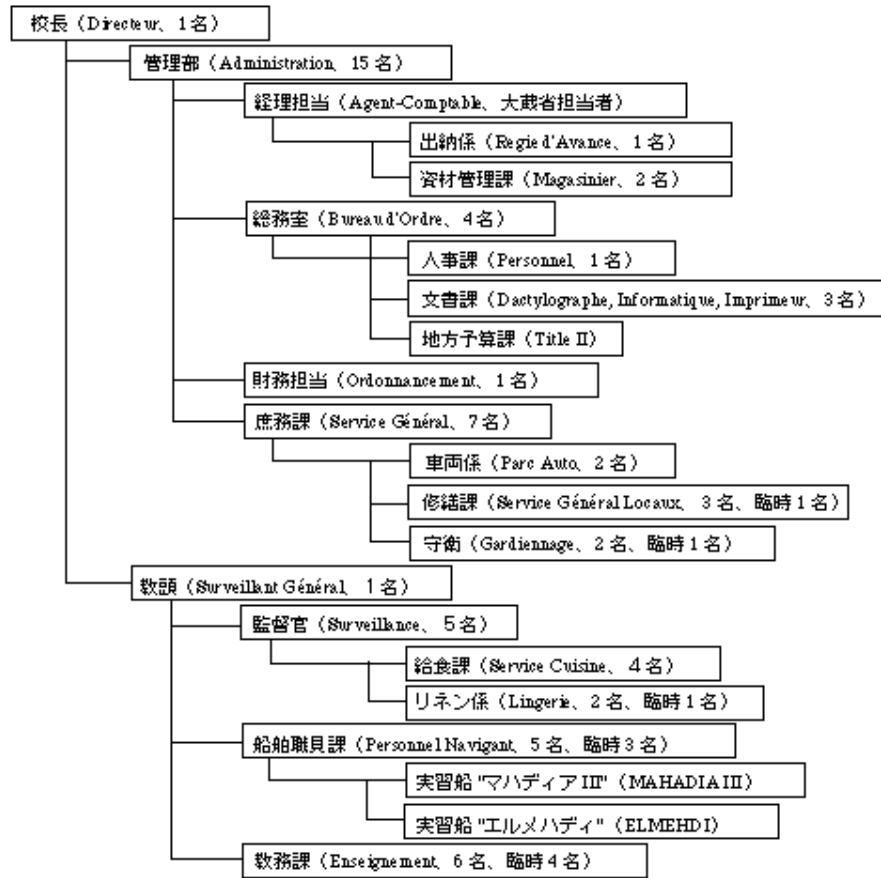 校長（Directeur、1名）
管理部（Administration、15名）
経理担当（Agent-Comptable、大蔵省担当者）
出納係（Regie d'Avance、1名）
資材管理課（Magasinier、2名）
総務室（Bureau d'Ordre、4名）
人事課（Personnel、1名）
文書課（Dactylographe, Informatique, Imprimeur、3名）
地方予算課（Title II）
財務担当（Ordonnancement、1名）
庶務課（Service Général、7名）
車両係（Parc Auto、2名）
修繕課（Service Général Locaux、3名、臨時1名）
守衛（Gardiennage、2名、臨時1名）
教頭（Surveillant Général、1名）
監督官（Surveillance、5名）
給食課（Service Cuisine、4名）
リネン係（Lingerie、2名、臨時1名）
船舶職員課（Personnel Navigant、5名、臨時3名）
実習船 "マハディア III"（MAHADIA III）
実習船 "エルメハディ"（ELMEHDI）
教務課（Enseignement、6名、臨時4名）